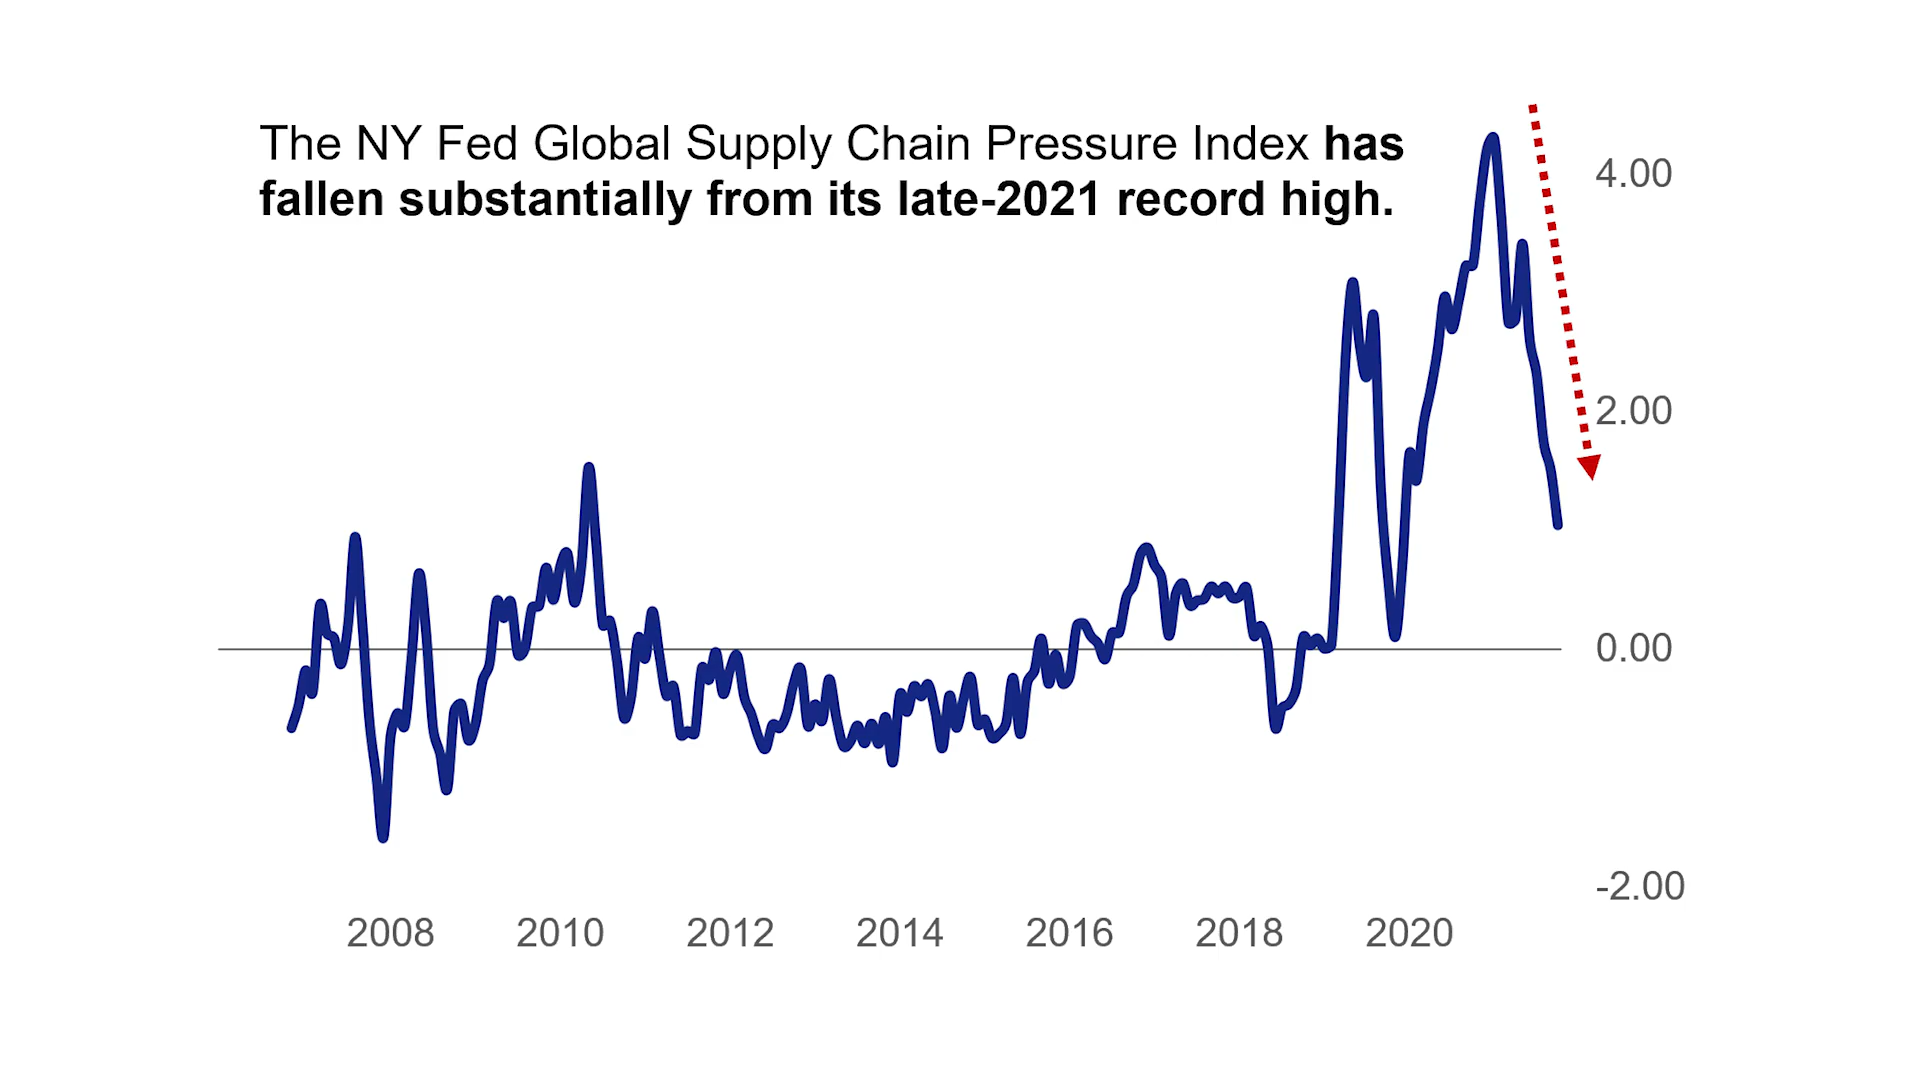 The NY Fed Global Supply Chain Pressure Index has
fallen substantially from its late-2021 record high.
4.00
2.00
0.00
-2.00
2008 2010 2012 2014 2016 2018 2020